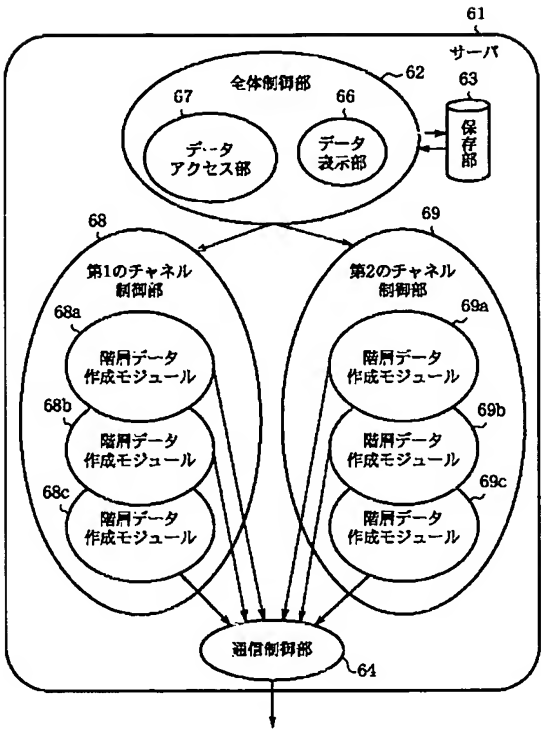 61
サーバ
62
63
全体制御部
67
66
データ
アクセス部
データ
表示部
保存部
68
69
第1のチャネル
制御部
第2のチャネル
制御部
68a
69a
階層データ
作成モジュール
階層データ
作成モジュール
68b
69b
階層データ
作成モジュール
階層データ
作成モジュール
68c
69c
階層データ
作成モジュール
階層データ
作成モジュール
通信制御部
64